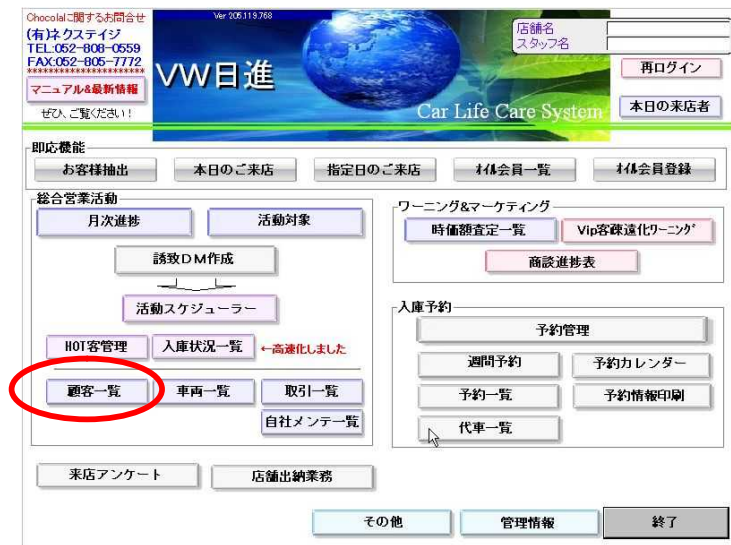 Chocolaに関するお問合せ
(有)ネクステイジ
TEL:052-808-0559
FAX:052-805-7772
********************
マニュアル&最新情報
ぜひ、ご覧ください!
Ver 205.119.768
VW日進
Car Life Care System
店舗名
スタッフ名
再ログイン
本日の来店者
即応機能
お客様抽出 本日のご来店 指定日のご来店 オイル会員一覧 オイル会員登録
総合営業活動
月次進捗 活動対象
誘致DM作成
活動スケジューラー
HOT客管理 入庫状況一覧 ←高速化しました
顧客一覧 車両一覧 取引一覧
自社メンテ一覧
ワーニング&マーケティング
時価額査定一覧 Vip客疎遠化ワーニング
商談進捗表
入庫予約
予約管理
週間予約 予約カレンダー
予約一覧 予約情報印刷
代車一覧
来店アンケート 店舗出納業務
その他 管理情報 終了